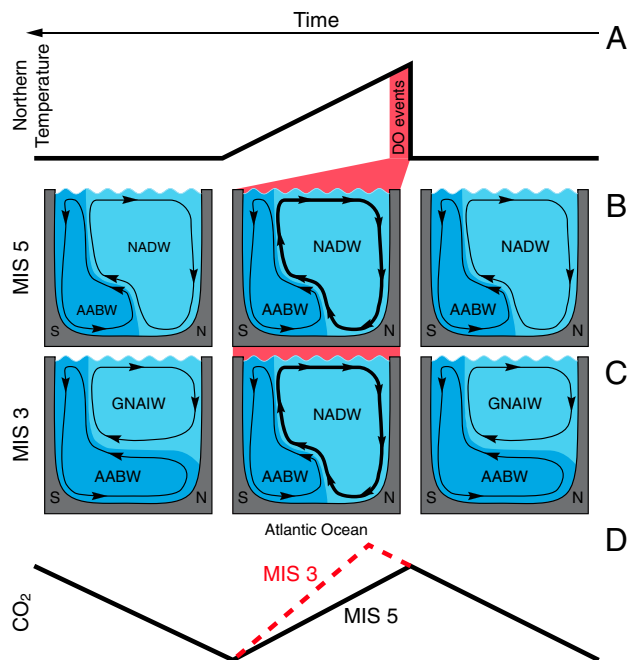 Time
A
Northern
Temperature
DO events
B
MIS 5
NADW
AABW
S
N
NADW
AABW
S
N
NADW
AABW
S
N
C
MIS 3
GNAIW
AABW
S
N
NADW
AABW
S
N
GNAIW
AABW
S
N
Atlantic Ocean
D
CO₂
MIS 3
MIS 5